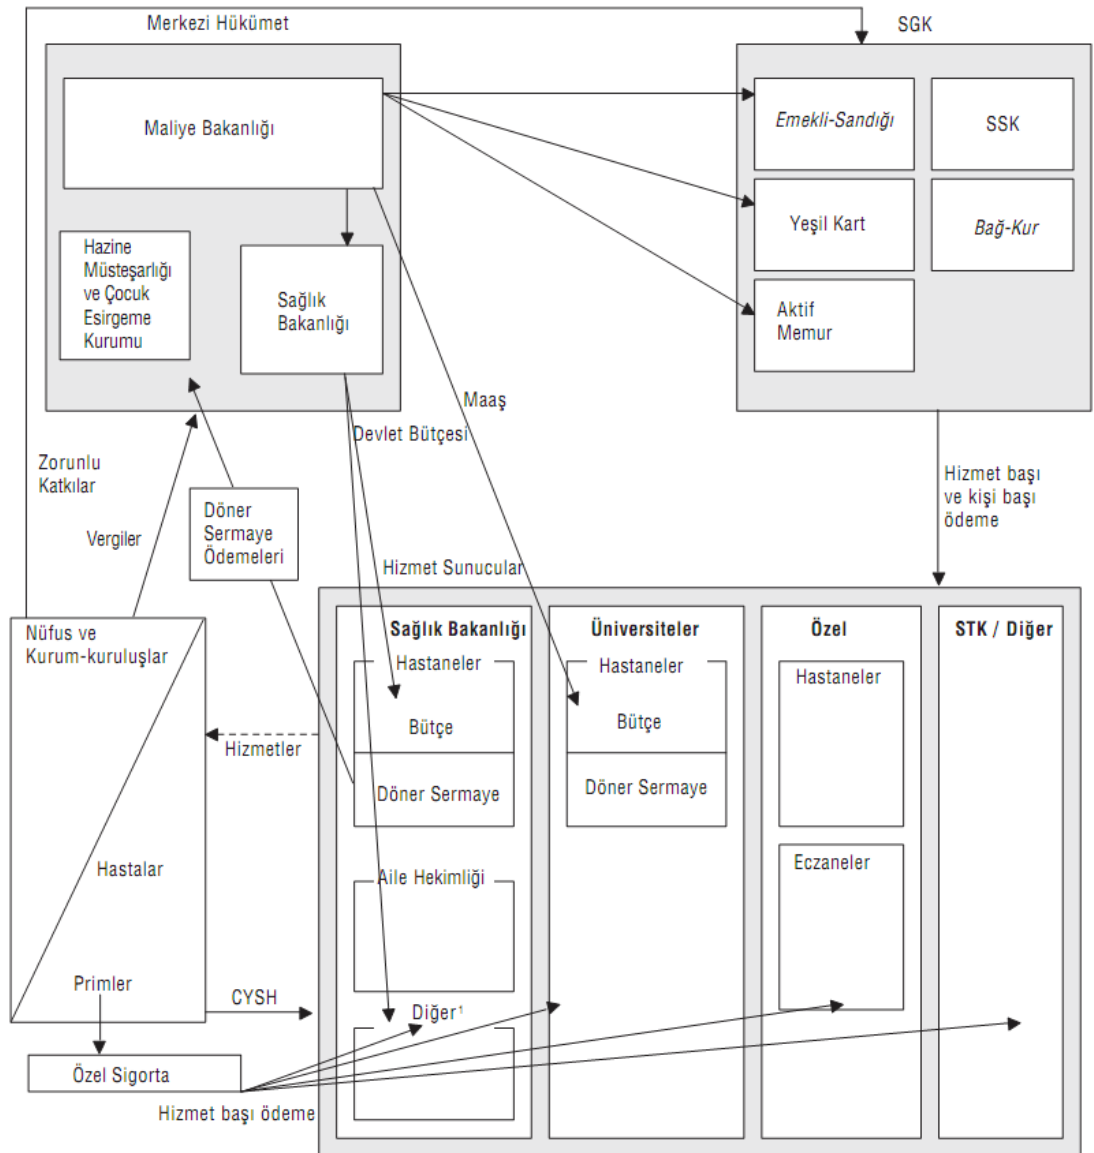 Merkezi Hükümet
SGK
Maliye Bakanlığı
Emekli-Sandığı
SSK
Yeşil Kart
Bağ-Kur
Hazine
Müsteşarlığı
ve Çocuk
Esirgeme
Kurumu
Sağlık
Bakanlığı
Aktif
Memur
Maaş
Devlet Bütçesi
Zorunlu
Katkılar
Hizmet başı
ve kişi başı
ödeme
Vergiler
Döner
Sermaye
Ödemeleri
Hizmet Sunucular
Nüfus ve
Kurum-kuruluşlar
Sağlık Bakanlığı
Üniversiteler
Özel
STK / Diğer
Hastaneler
Hastaneler
Hastaneler
Bütçe
Bütçe
Hizmetler
Döner Sermaye
Döner Sermaye
Hastalar
Aile Hekimliği
Eczaneler
Primler
CYSH
Diğer¹
Özel Sigorta
Hizmet başı ödeme